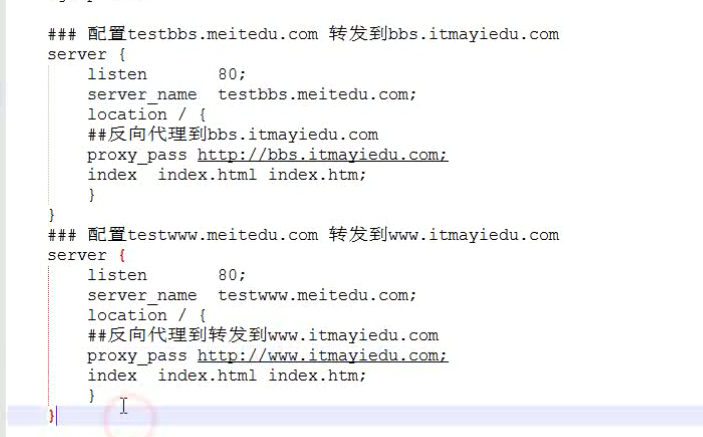 ### 配置testbbs.meitedu.com 转发到bbs.itmayiedu.com
server {
listen 80;
server_name testbbs.meitedu.com;
location / {
##反向代理到bbs.itmayiedu.com
proxy_pass http://bbs.itmayiedu.com;
index index.html index.htm;
}
}
### 配置testwww.meitedu.com 转发到www.itmayiedu.com
server {
listen 80;
server_name testwww.meitedu.com;
location / {
##反向代理到转发到www.itmayiedu.com
proxy_pass http://www.itmayiedu.com;
index index.html index.htm;
}
}